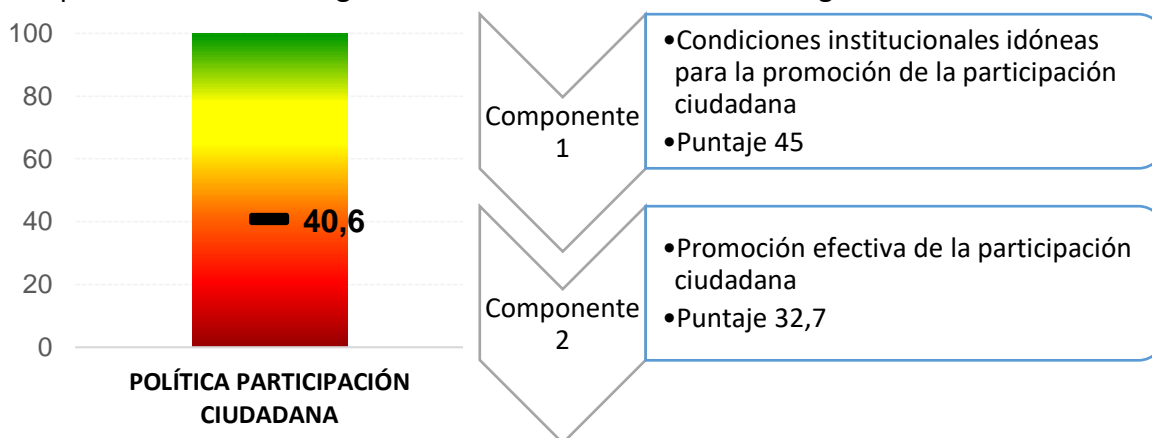 100
80
60
40
20
0
40,6
POLÍTICA PARTICIPACIÓN
CIUDADANA
Componente
1
•Condiciones institucionales idóneas
para la promoción de la participación
ciudadana
•Puntaje 45
Componente
2
•Promoción efectiva de la participación
ciudadana
•Puntaje 32,7